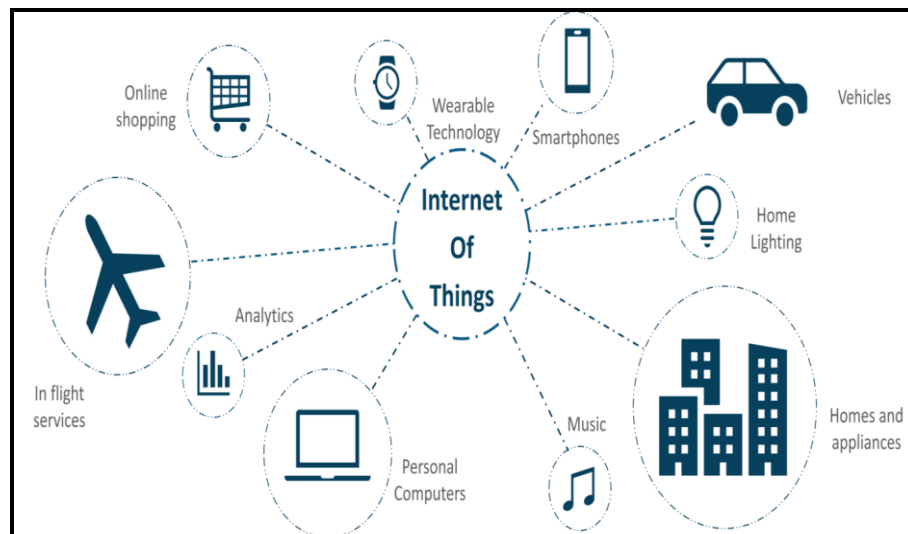 Online
shopping
Wearable
Technology
Smartphones
Vehicles
Internet
Of
Things
Home
Lighting
Analytics
In flight
services
Personal
Computers
Music
Homes and
appliances